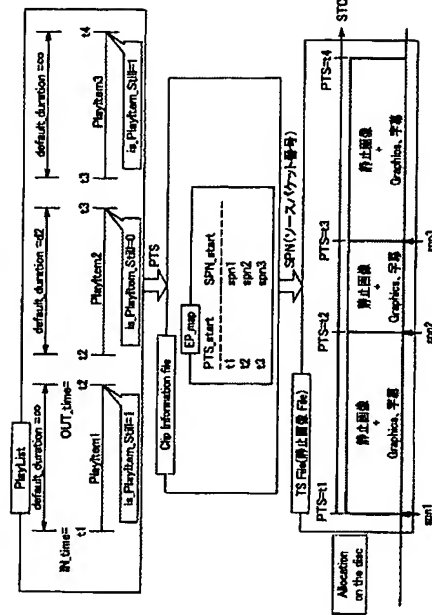 PlayList
default_duration =∞
default_duration =d2
default_duration =∞
IN_time=
OUT_time=
t1
t2
t2
t3
t3
t4
PlayItem1
PlayItem2
PlayItem3
is_PlayItem_Still=1
is_PlayItem_Still=0
is_PlayItem_Still=1
PTS
Clip Information file
EP_map
PTS_start
SPN_start
t1
spn1
t2
spn2
t3
spn3
SPN(ソースパケット番号)
TS File(静止画像 File)
STC
PTS=t1
PTS=t2
PTS=t3
PTS=t4
静止画像
+
Graphics、字幕
静止画像
+
Graphics、字幕
静止画像
+
Graphics、字幕
Allocation
on the disc
spn1
spn2
spn3